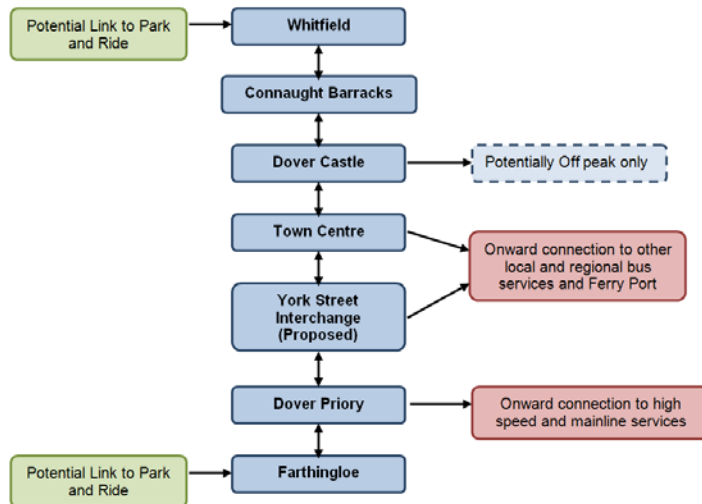 Potential Link to Park
and Ride
Whitfield
Connaught Barracks
Dover Castle
Potentially Off peak only
Town Centre
Onward connection to other
local and regional bus
services and Ferry Port
York Street
Interchange
(Proposed)
Dover Priory
Onward connection to high
speed and mainline services
Potential Link to Park
and Ride
Farthingloe